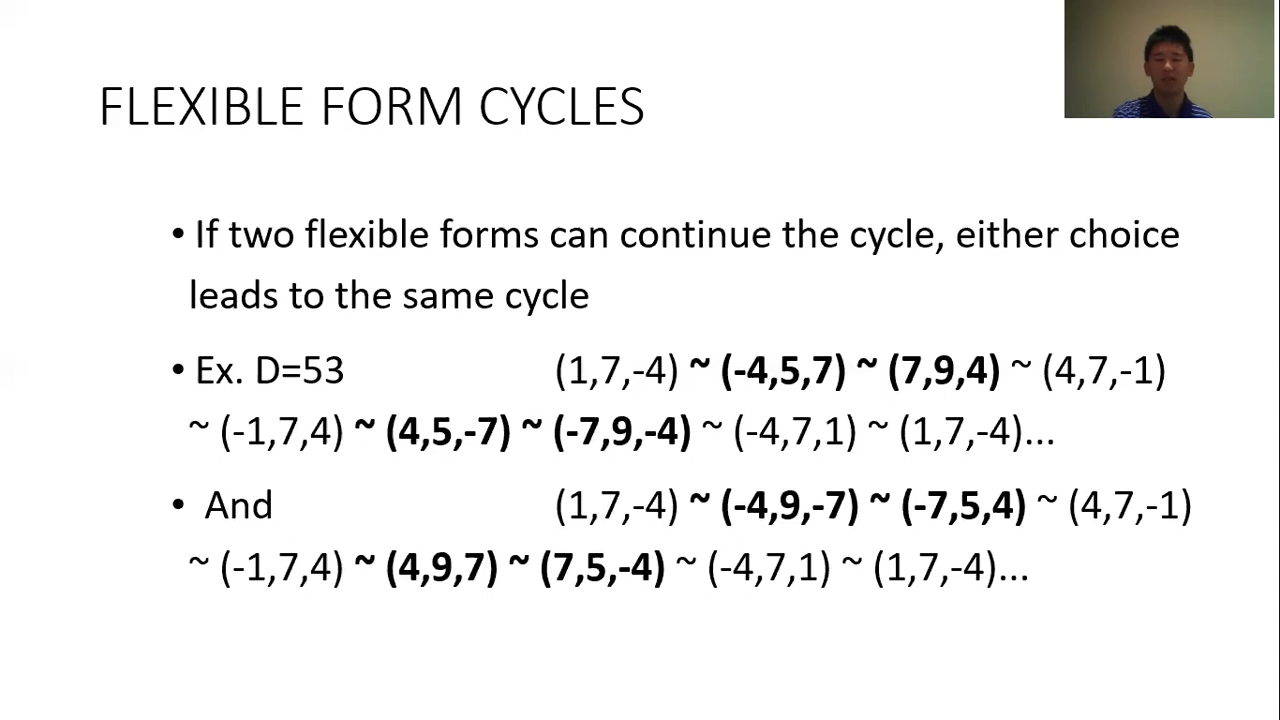 FLEXIBLE FORM CYCLES
• If two flexible forms can continue the cycle, either choice
leads to the same cycle
• Ex. D=53 (1,7,-4) ~ (-4,5,7) ~ (7,9,4) ~ (4,7,-1)
~ (-1,7,4) ~ (4,5,-7) ~ (-7,9,-4) ~ (-4,7,1) ~ (1,7,-4)...
• And (1,7,-4) ~ (-4,9,-7) ~ (-7,5,4) ~ (4,7,-1)
~ (-1,7,4) ~ (4,9,7) ~ (7,5,-4) ~ (-4,7,1) ~ (1,7,-4)...